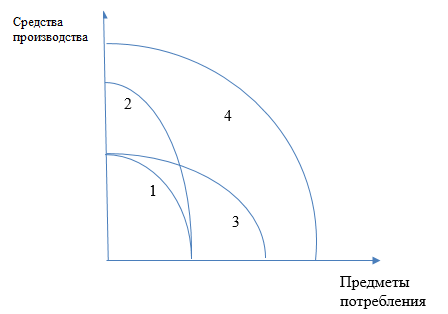 Средства
производства
2
4
1
3
Предметы
потребления